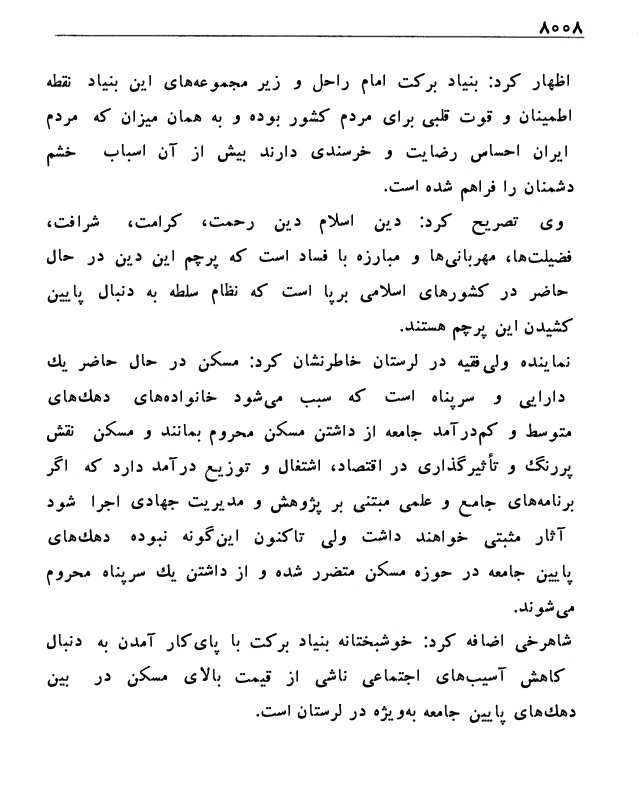 ۸۰۰۸
اظهار کرد: بنیاد برکت امام راحل و زیر مجموعه‌های این بنیاد نقطه
اطمینان و قوت قلبی برای مردم کشور بوده و به همان میزان که مردم
ایران احساس رضایت و خرسندی دارند بیش از آن اسباب خشم
دشمنان را فراهم شده است.
وی تصریح کرد: دین اسلام دین رحمت، کرامت، شرافت،
فضیلت‌ها، مهربانی‌ها و مبارزه با فساد است که پرچم این دین در حال
حاضر در کشورهای اسلامی برپا است که نظام سلطه به دنبال پایین
کشیدن این پرچم هستند.
نماینده ولی‌فقیه در لرستان خاطرنشان کرد: مسکن در حال حاضر یك
دارایی و سرپناه است که سبب می‌شود خانواده‌های دهك‌های
متوسط و کم‌درآمد جامعه از داشتن مسکن محروم بمانند و مسکن نقش
پررنگ و تأثیرگذاری در اقتصاد، اشتغال و توزیع درآمد دارد که اگر
برنامه‌های جامع و علمی مبتنی بر پژوهش و مدیریت جهادی اجرا شود
آثار مثبتی خواهند داشت ولی تاکنون این‌گونه نبوده دهك‌های
پایین جامعه در حوزه مسکن متضرر شده و از داشتن یك سرپناه محروم
می‌شوند.
شاهرخی اضافه کرد: خوشبختانه بنیاد برکت با پای‌کار آمدن به دنبال
کاهش آسیب‌های اجتماعی ناشی از قیمت بالای مسکن در بین
دهك‌های پایین جامعه به‌ویژه در لرستان است.